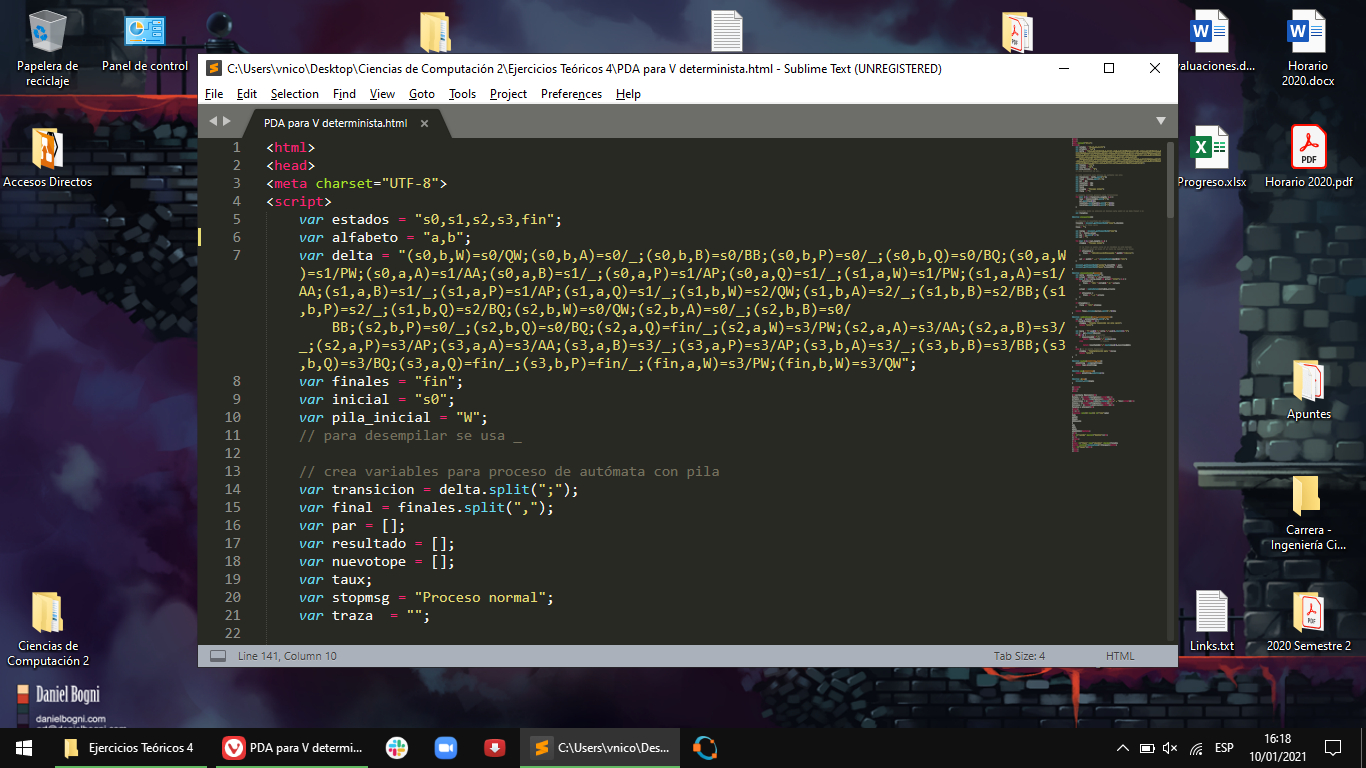 Papelera de
reciclaje
Panel de control
valuaciones.d...
Horario
2020.docx
C:\Users\vnico\Desktop\Ciencias de Computación 2\Ejercicios Teóricos 4\PDA para V determinista.html - Sublime Text (UNREGISTERED)
File Edit Selection Find View Goto Tools Project Preferences Help
PDA para V determinista.html
1 <html>
2 <head>
3 <meta charset="UTF-8">
4 <script>
5 var estados = "s0,s1,s2,s3,fin";
6 var alfabeto = "a,b";
7 var delta = "(s0,b,W)=s0/QW;(s0,b,A)=s0/_;(s0,b,B)=s0/BB;(s0,b,P)=s0/_;(s0,b,Q)=s0/BQ;(s0,a,W
)=s1/PW;(s0,a,A)=s1/AA;(s0,a,B)=s1/_;(s0,a,P)=s1/AP;(s0,a,Q)=s1/_;(s1,a,W)=s1/PW;(s1,a,A)=s1/
AA;(s1,a,B)=s1/_;(s1,a,P)=s1/AP;(s1,a,Q)=s1/_;(s1,b,W)=s2/QW;(s1,b,A)=s2/_;(s1,b,B)=s2/BB;(s1
,b,P)=s2/_;(s1,b,Q)=s2/BQ;(s2,b,W)=s0/QW;(s2,b,A)=s0/_;(s2,b,B)=s0/
BB;(s2,b,P)=s0/_;(s2,b,Q)=s0/BQ;(s2,a,Q)=fin/_;(s2,a,W)=s3/PW;(s2,a,A)=s3/AA;(s2,a,B)=s3/
_;(s2,a,P)=s3/AP;(s3,a,A)=s3/AA;(s3,a,B)=s3/_;(s3,a,P)=s3/AP;(s3,b,A)=s3/_;(s3,b,B)=s3/BB;(s3
,b,Q)=s3/BQ;(s3,a,Q)=fin/_;(s3,b,P)=fin/_;(fin,a,W)=s3/PW;(fin,b,W)=s3/QW";
8 var finales = "fin";
9 var inicial = "s0";
10 var pila_inicial = "W";
11 // para desempilar se usa _
12
13 // crea variables para proceso de autómata con pila
14 var transicion = delta.split(";");
15 var final = finales.split(",");
16 var par = [];
17 var resultado = [];
18 var nuevotope = [];
19 var taux;
20 var stopmsg = "Proceso normal";
21 var traza = "";
22
Line 141, Column 10 Tab Size: 4 HTML
Accesos Directos
Progreso.xlsx
PDF
Horario 2020.pdf
Apuntes
Carrera -
Ingeniería Ci...
Ciencias de
Computación 2
Links.txt
2020 Semestre 2
Daniel Bogni
danielbogni.com
Ejercicios Teóricos 4
PDA para V determi...
C:\Users\vnico\Des...
ESP
16:18
10/01/2021